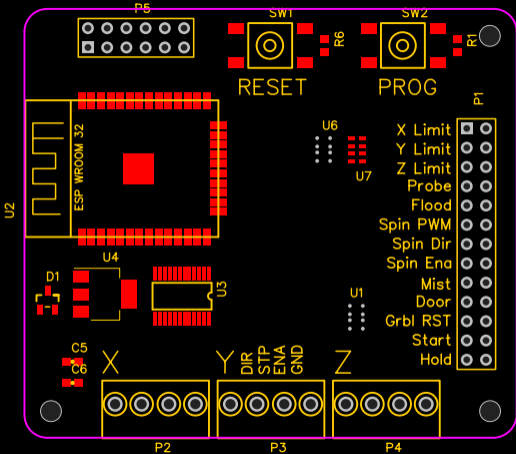 P5
SW1
SW2
R6
R1
RESET
PROG
P1
U2
ESP WROOM 32
U6
U7
X Limit
Y Limit
Z Limit
Probe
Flood
Spin PWM
Spin Dir
Spin Ena
Mist
Door
Grbl RST
Start
Hold
D1
U4
U3
U1
C5
C6
X
Y
DIR
STP
ENA
GND
Z
P2
P3
P4